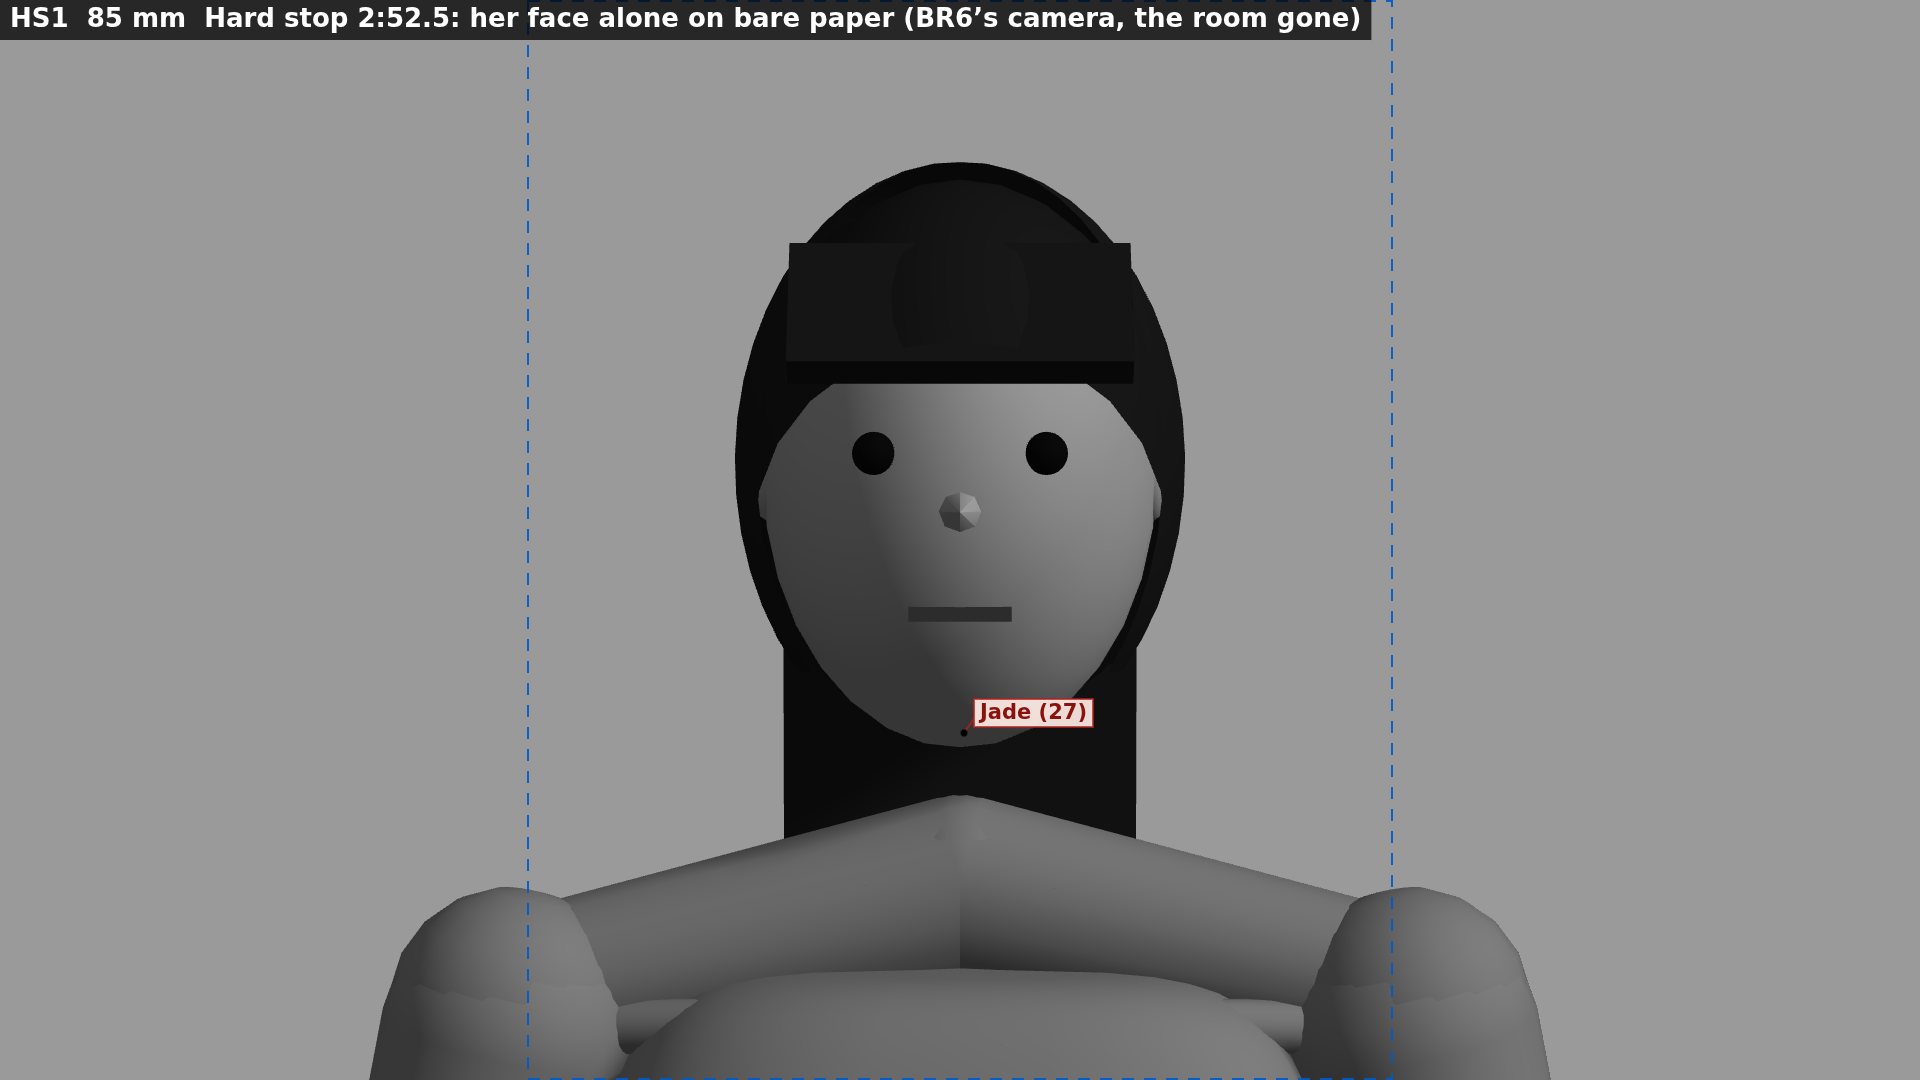 HS1  85 mm  Hard stop 2:52.5: her face alone on bare paper (BR6’s camera, the room gone)
Jade (27)